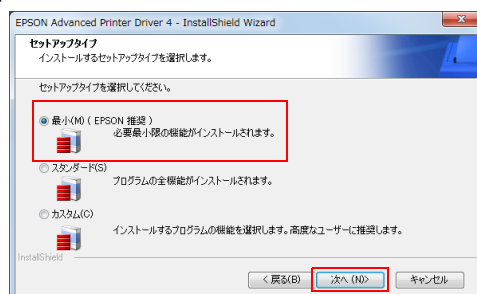 EPSON Advanced Printer Driver 4 - InstallShield Wizard
セットアップタイプ
インストールするセットアップタイプを選択します。
セットアップタイプを選択してください。
最小(M) ( EPSON 推奨 )
必要最小限の機能がインストールされます。
スタンダード(S)
プログラムの全機能がインストールされます。
カスタム(C)
インストールするプログラムの機能を選択します。高度なユーザーに推奨します。
InstallShield
< 戻る(B)
次へ (N)>
キャンセル